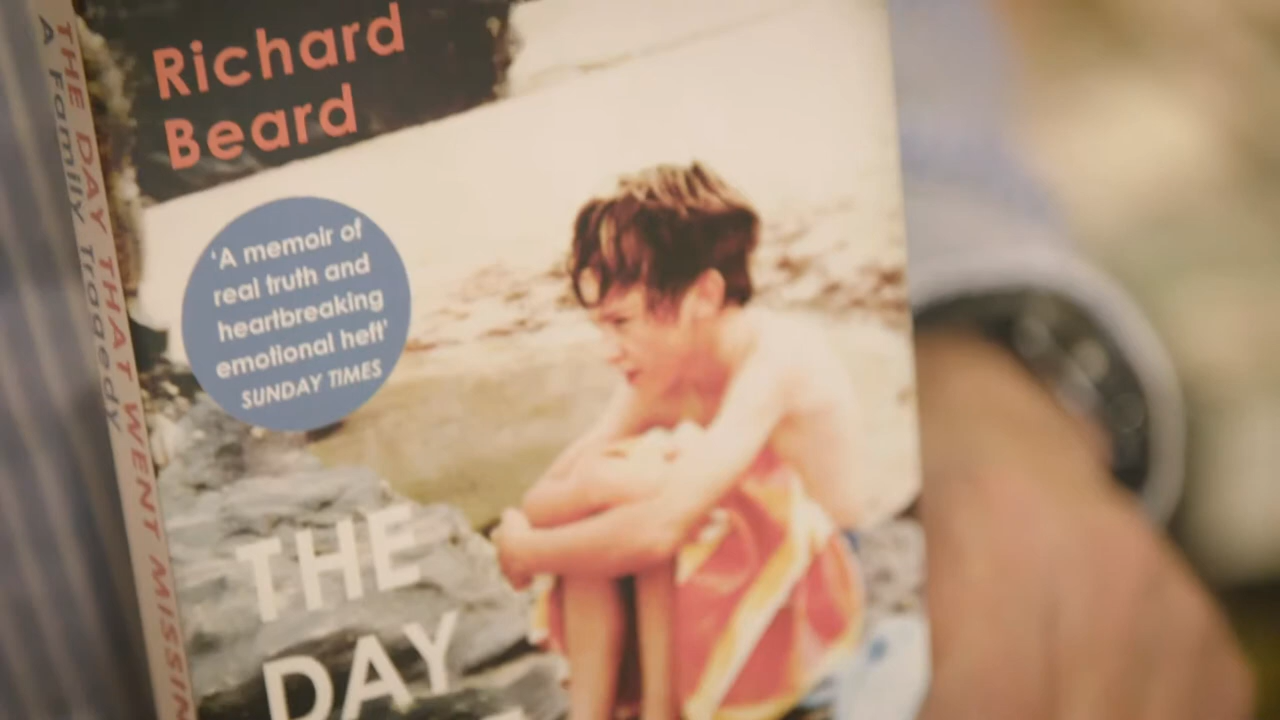 Richard
Beard
'A memoir of
real truth and
heartbreaking
emotional heft'
SUNDAY TIMES
THE
DAY
THE DAY THAT WENT MISSIN
A Family Tragedy